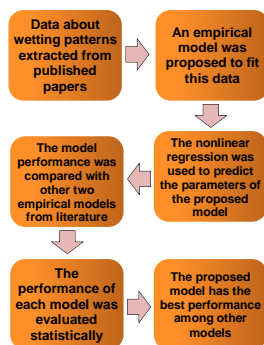 Data about
wetting patterns
extracted from
published
papers
An empirical
model was
proposed to fit
this data
The nonlinear
regression was
used to predict
the parameters of
the proposed
model
The model
performance was
compared with
other two
empirical models
from literature
The
performance of
each model was
evaluated
statistically
The proposed
model has the
best performance
among other
models